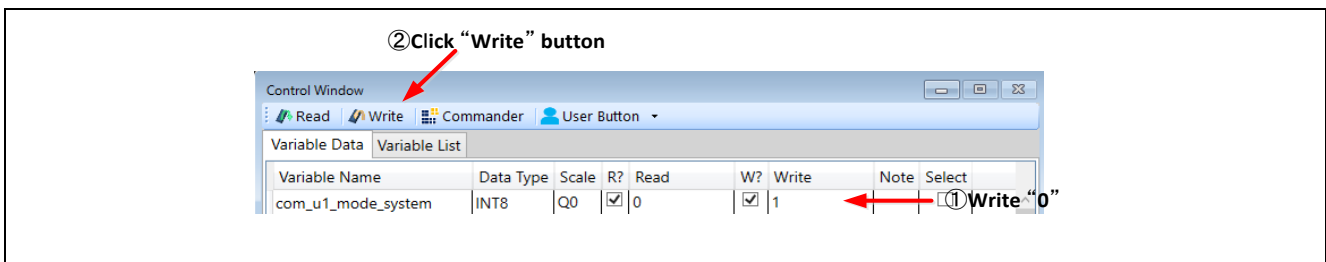 ②Click “Write” button
Control Window
Read Write Commander User Button
Variable Data Variable List
Variable Name Data Type Scale R? Read W? Write Note Select
com_u1_mode_system INT8 Q0 0 1 ①Write “0”